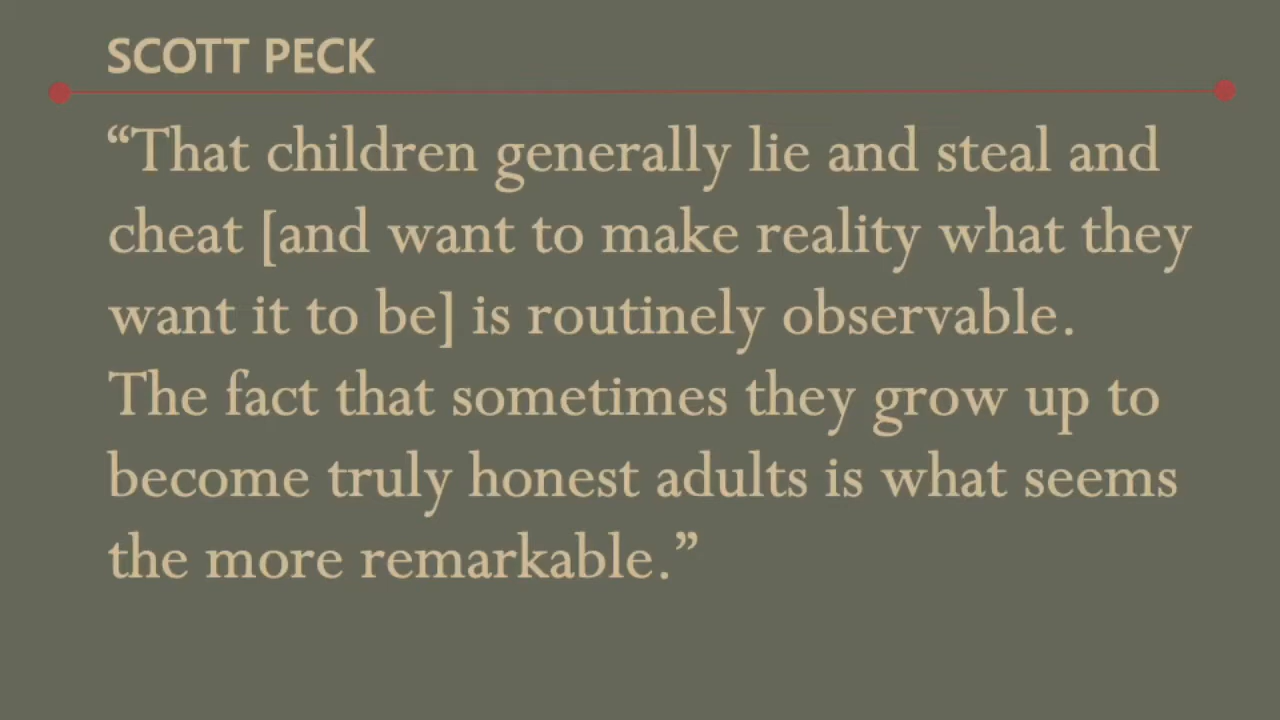 SCOTT PECK
“That children generally lie and steal and
cheat [and want to make reality what they
want it to be] is routinely observable.
The fact that sometimes they grow up to
become truly honest adults is what seems
the more remarkable.”